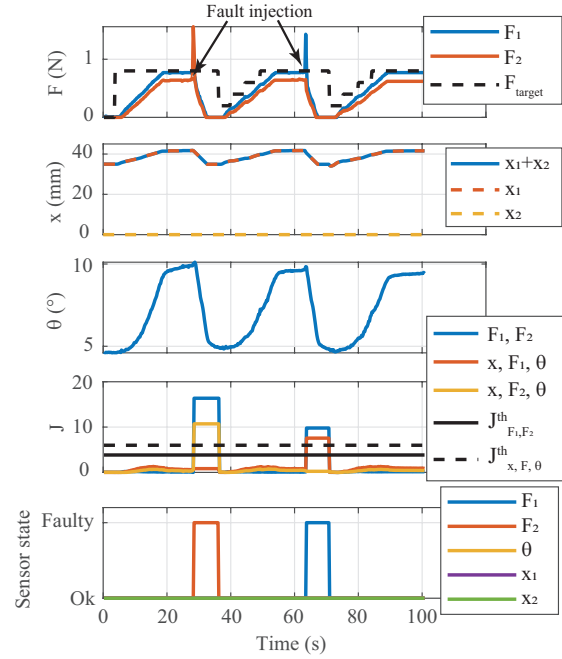 Fault injection
F (N)
1
0
F₁
F₂
F_target
x (mm)
40
20
0
x₁+x₂
x₁
x₂
θ (°)
10
5
F₁, F₂
x, F₁, θ
x, F₂, θ
J^th_F₁,F₂
J^th_x, F, θ
J
20
10
0
Sensor state
Faulty
Ok
F₁
F₂
θ
x₁
x₂
0 20 40 60 80 100
Time (s)